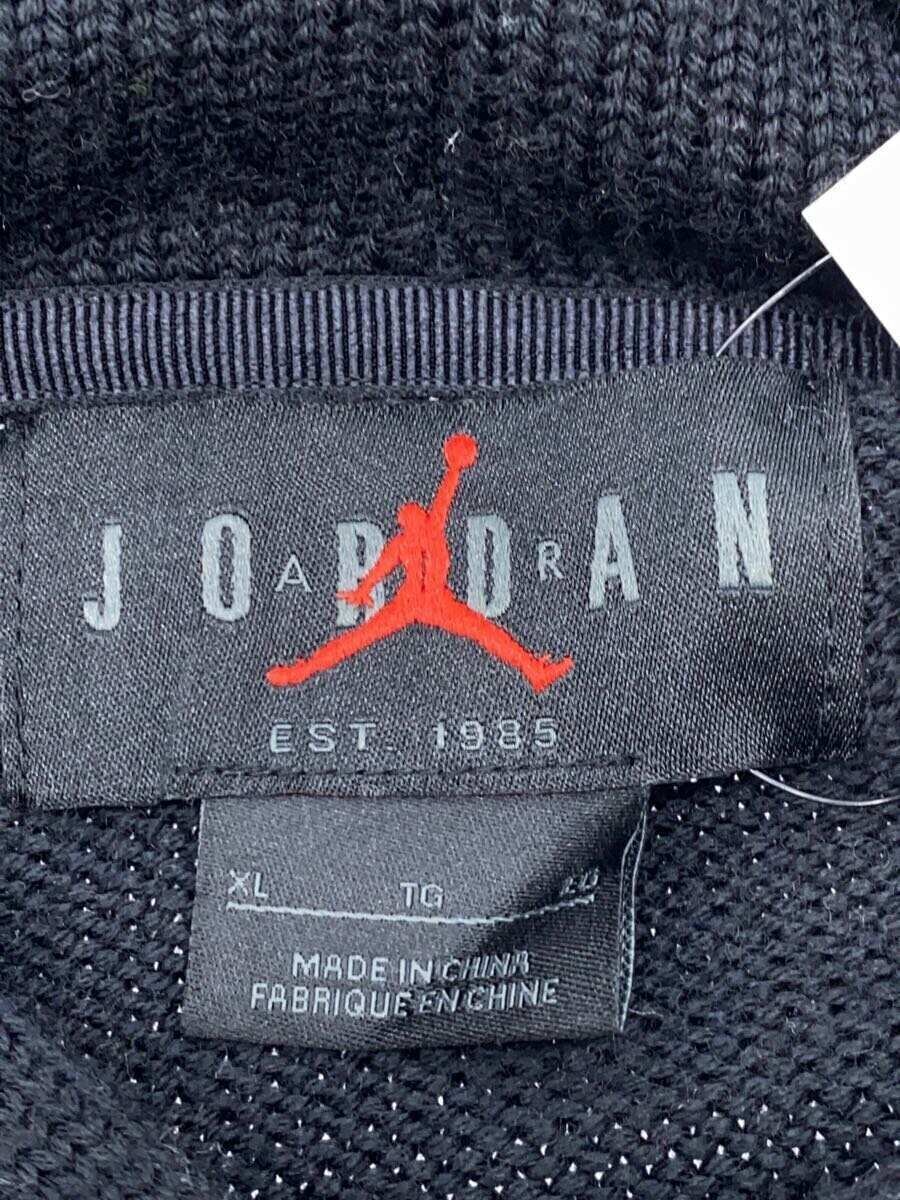 JORDAN
AIR
EST. 1985
XL TG
MADE IN CHINA
FABRIQUE EN CHINE